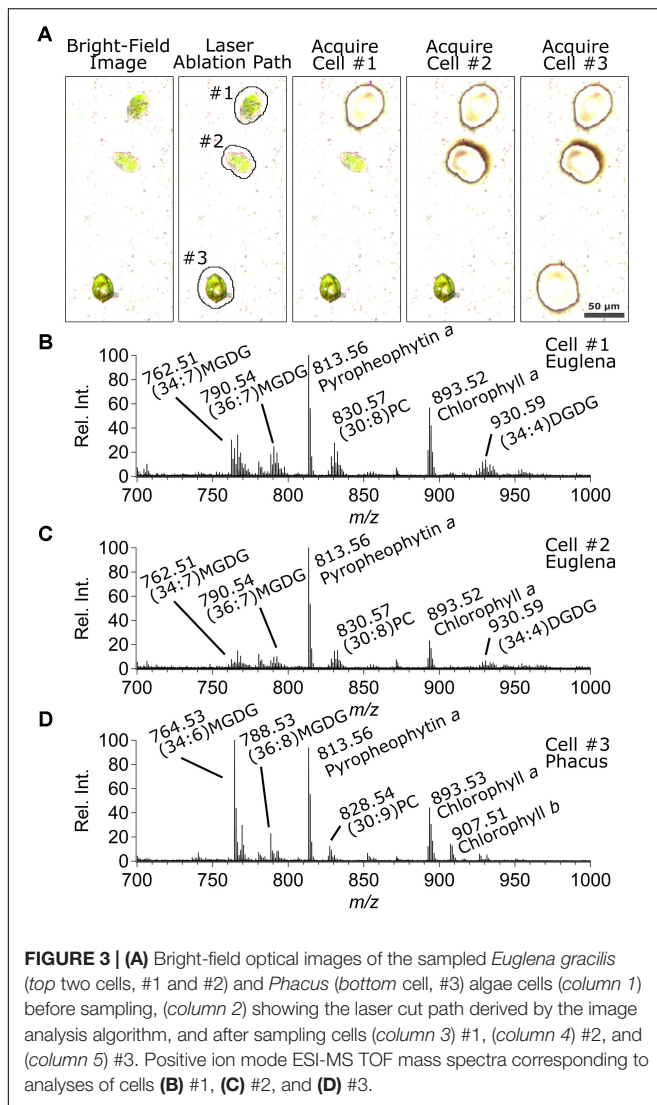 A
Bright-Field Image
Laser Ablation Path
Acquire Cell #1
Acquire Cell #2
Acquire Cell #3
#1
#2
#3
50 µm
B
100
80
60
40
20
0
Rel. Int.
762.51
(34:7)MGDG
790.54
(36:7)MGDG
813.56
Pyropheophytin a
830.57
(30:8)PC
893.52
Chlorophyll a
930.59
(34:4)DGDG
Cell #1
Euglena
700 750 800 850 900 950 1000
m/z
C
100
80
60
40
20
0
Rel. Int.
762.51
(34:7)MGDG
790.54
(36:7)MGDG
813.56
Pyropheophytin a
830.57
(30:8)PC
893.52
Chlorophyll a
930.59
(34:4)DGDG
Cell #2
Euglena
700 750 800 850 900 950 1000
m/z
D
100
80
60
40
20
0
Rel. Int.
764.53
(34:6)MGDG
788.53
(36:8)MGDG
813.56
Pyropheophytin a
828.54
(30:9)PC
893.53
Chlorophyll a
907.51
Chlorophyll b
Cell #3
Phacus
700 750 800 850 900 950 1000
m/z
FIGURE 3 | (A) Bright-field optical images of the sampled Euglena gracilis
(top two cells, #1 and #2) and Phacus (bottom cell, #3) algae cells (column 1)
before sampling, (column 2) showing the laser cut path derived by the image
analysis algorithm, and after sampling cells (column 3) #1, (column 4) #2, and
(column 5) #3. Positive ion mode ESI-MS TOF mass spectra corresponding to
analyses of cells (B) #1, (C) #2, and (D) #3.